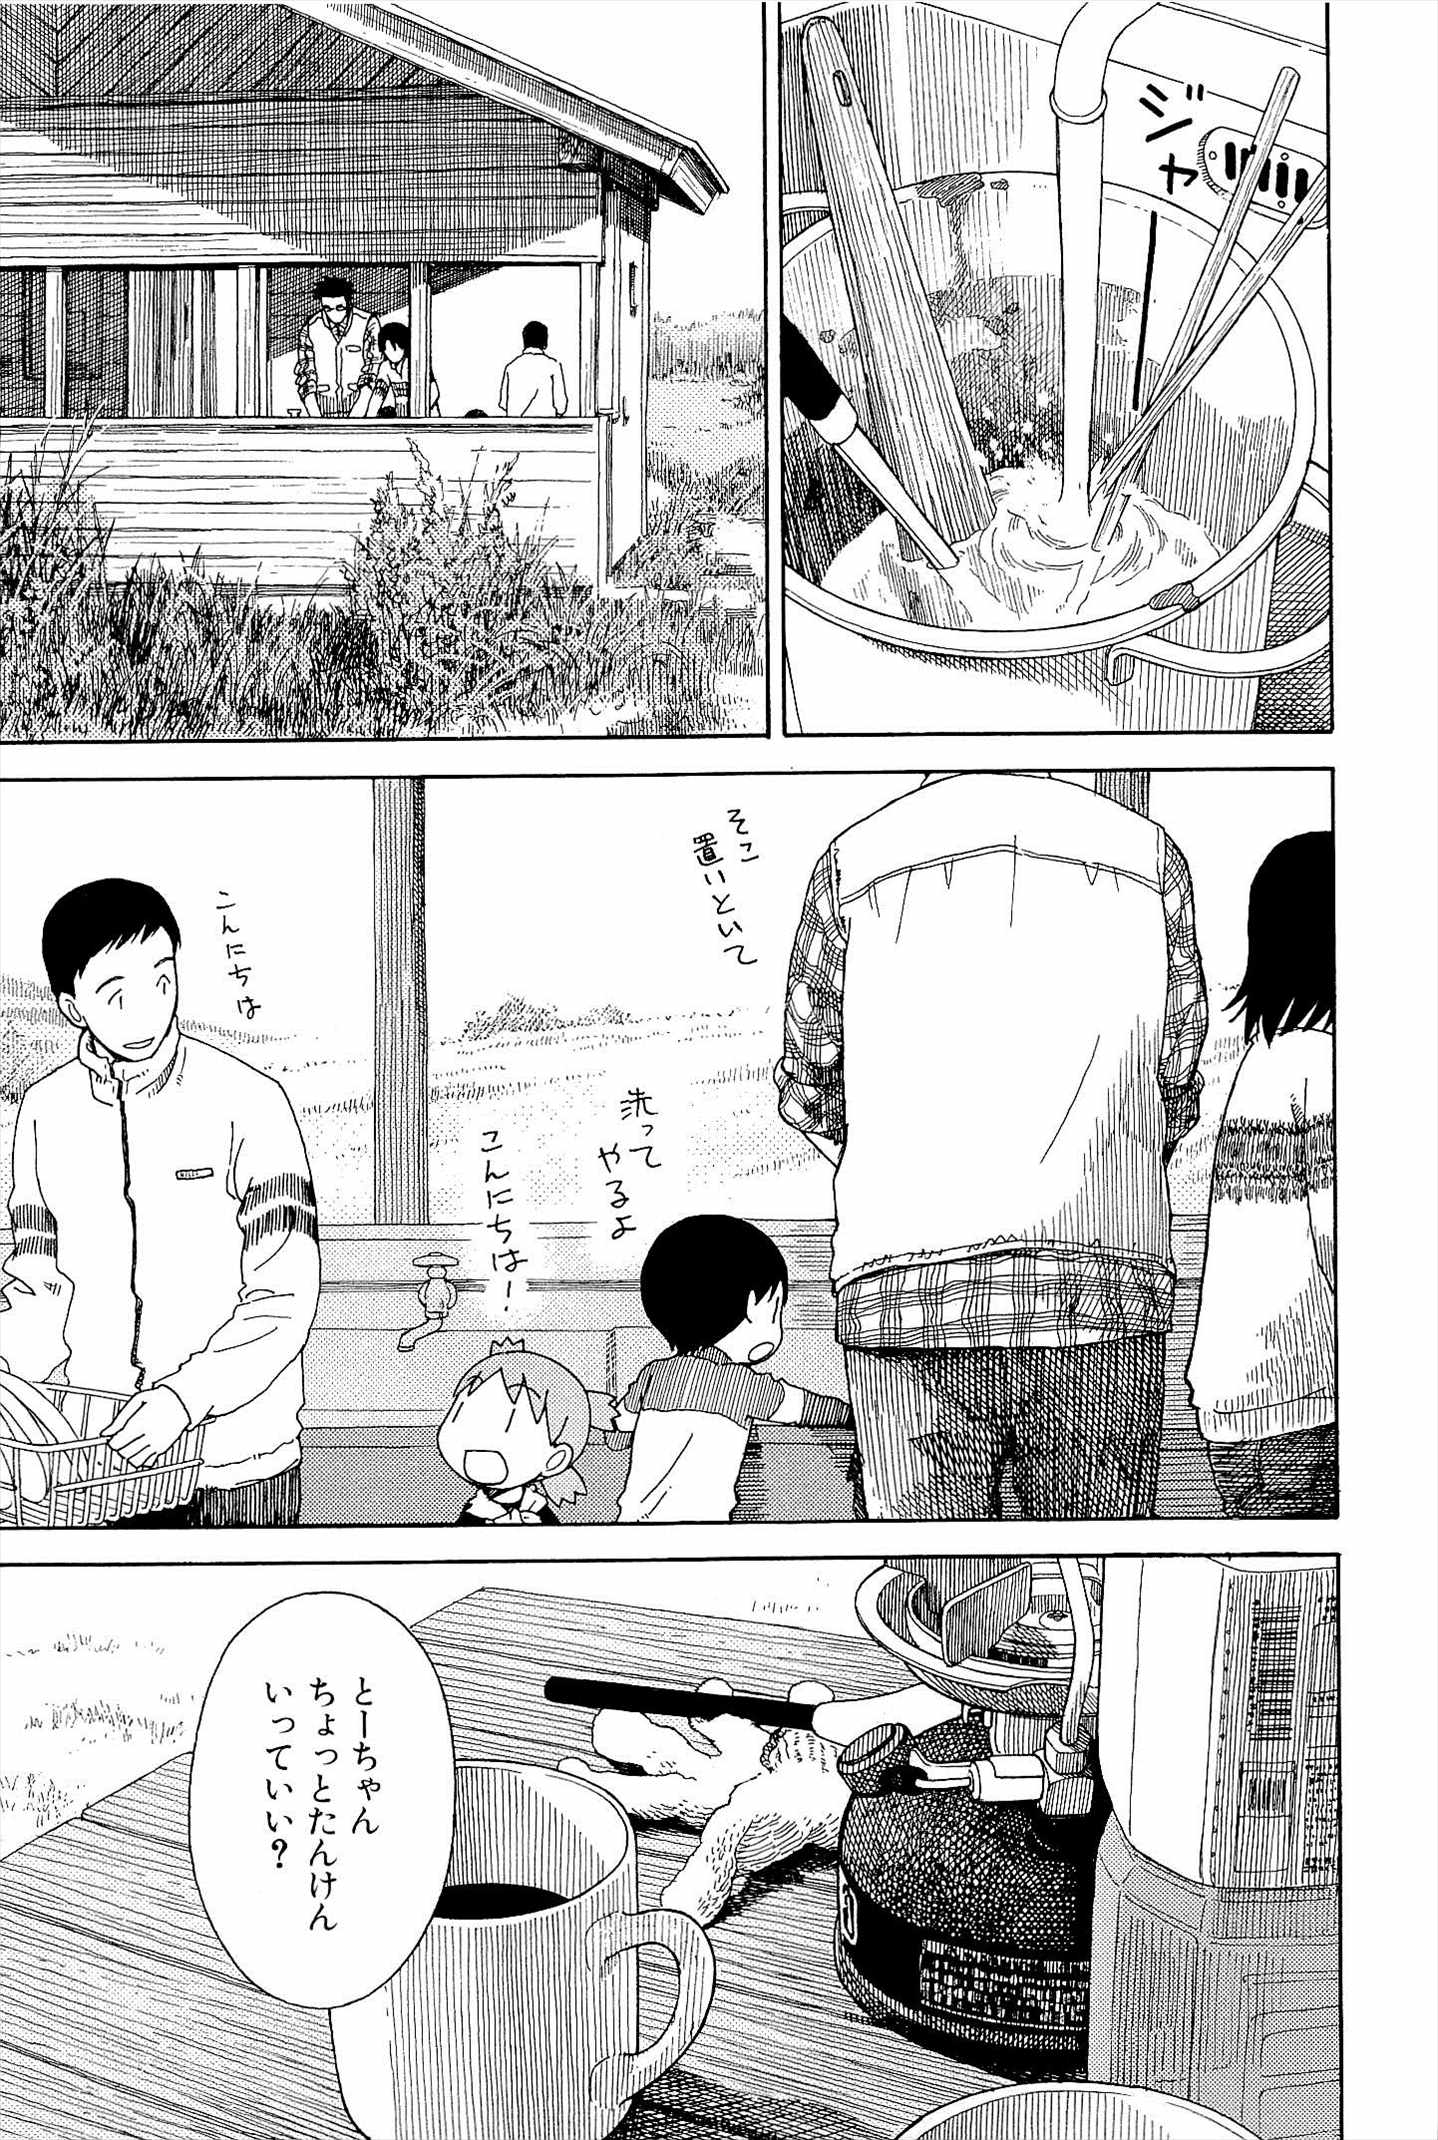 ジャー
そこ
置いといて
洗って
やるよ
こんにちは!
こんにちは
とーちゃん
ちょっとたんけん
いっていい?